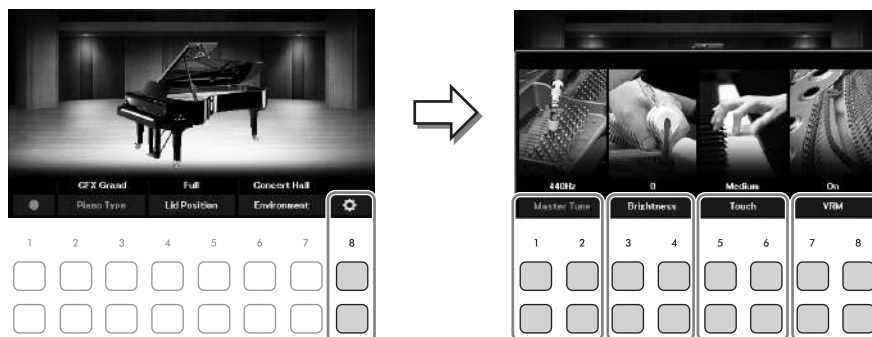 CFX Grand Full Concert Hall
Piano Type Lid Position Environment
1 2 3 4 5 6 7 8
440Hz 0 Medium On
Master Tune Brightness Touch VRM
1 2 3 4 5 6 7 8